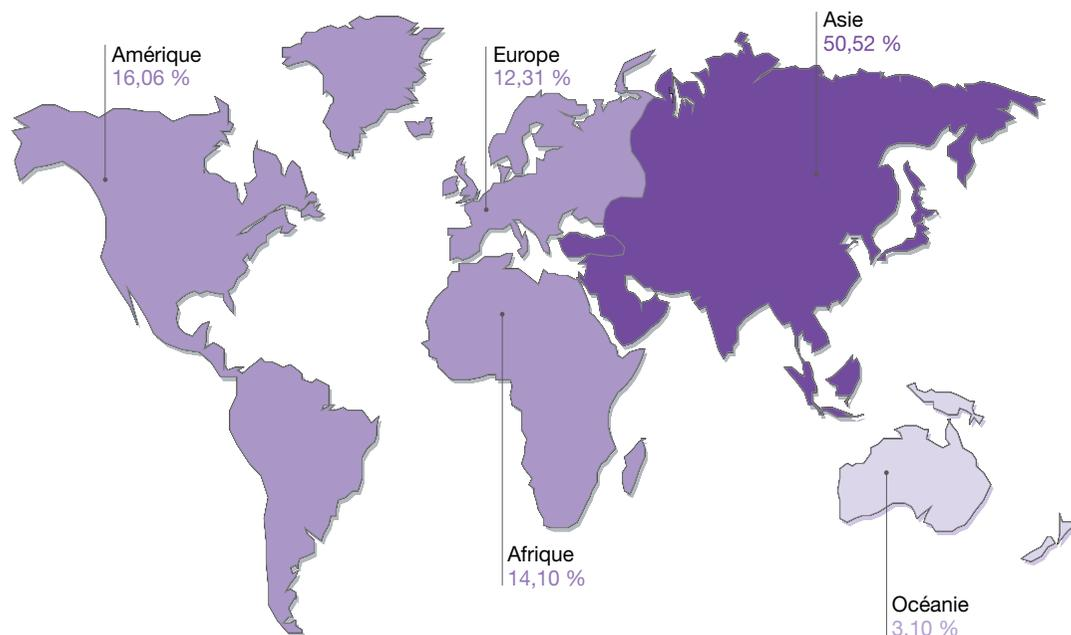 Asie
50,52 %
Amérique
16,06 %
Europe
12,31 %
Afrique
14,10 %
Océanie
3,10 %